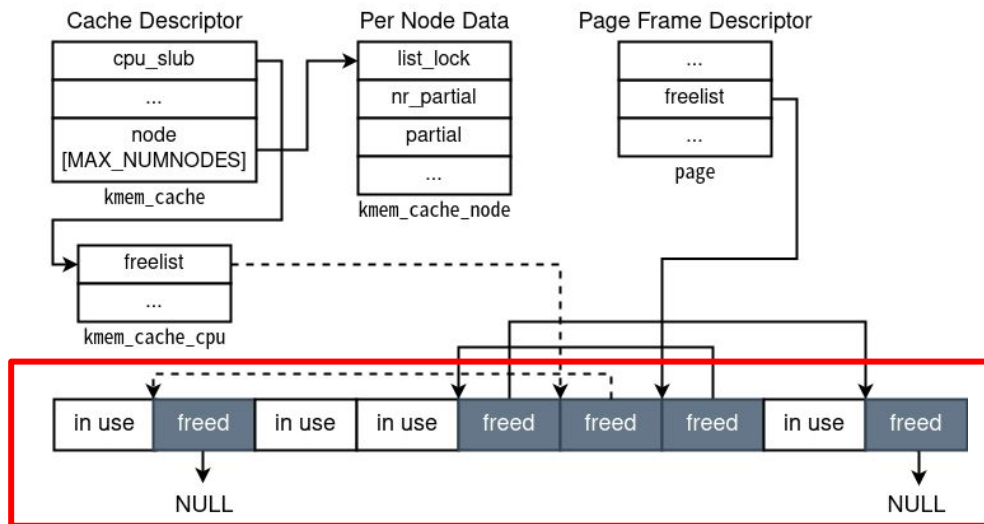 Cache Descriptor
cpu_slub
...
node
[MAX_NUMNODES]
kmem_cache
Per Node Data
list_lock
nr_partial
partial
...
kmem_cache_node
Page Frame Descriptor
...
freelist
...
page
freelist
...
kmem_cache_cpu
in use freed in use in use freed freed freed in use freed
NULL NULL